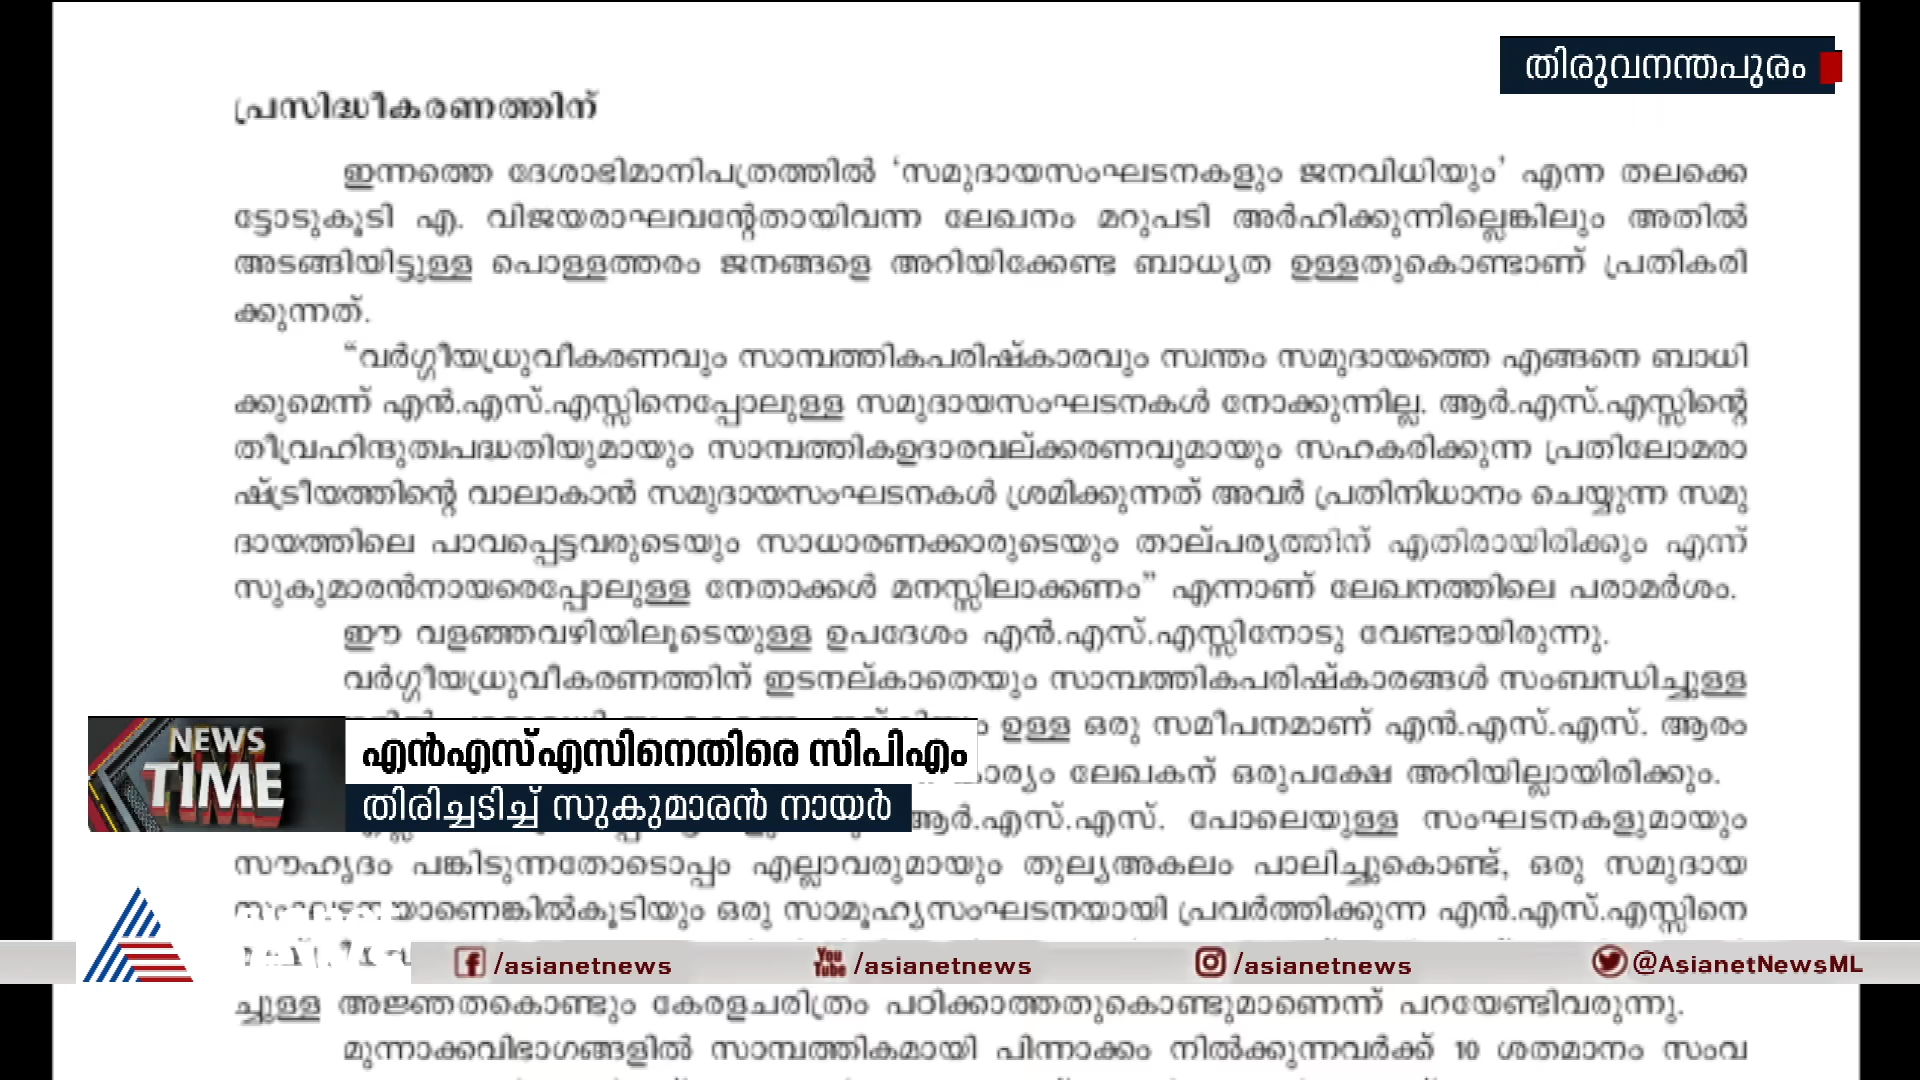 തിരുവനന്തപുരം
പ്രസിദ്ധീകരണത്തിന്
ഇന്നത്തെ ദേശാഭിമാനിപത്രത്തിൽ ‘സമുദായസംഘടനകളും ജനവിധിയും’ എന്ന തലക്കെ
ട്ടോടുകൂടി എ. വിജയരാഘവന്റേതായിവന്ന ലേഖനം മറുപടി അർഹിക്കുന്നില്ലെങ്കിലും അതിൽ
അടങ്ങിയിട്ടുള്ള പൊള്ളത്തരം ജനങ്ങളെ അറിയിക്കേണ്ട ബാധ്യത ഉള്ളതുകൊണ്ടാണ് പ്രതികരി
ക്കുന്നത്.
“വർഗ്ഗീയധ്രുവീകരണവും സാമ്പത്തികപരിഷ്കാരവും സ്വന്തം സമുദായത്തെ എങ്ങനെ ബാധി
ക്കുമെന്ന് എൻ.എസ്.എസ്സിനെപ്പോലുള്ള സമുദായസംഘടനകൾ നോക്കുന്നില്ല. ആർ.എസ്.എസ്സിന്റെ
തീവ്രഹിന്ദുത്വപദ്ധതിയുമായും സാമ്പത്തികഉദാരവല്ക്കരണവുമായും സഹകരിക്കുന്ന പ്രതിലോമരാ
ഷ്ട്രീയത്തിന്റെ വാലാകാൻ സമുദായസംഘടനകൾ ശ്രമിക്കുന്നത് അവർ പ്രതിനിധാനം ചെയ്യുന്ന സമു
ദായത്തിലെ പാവപ്പെട്ടവരുടെയും സാധാരണക്കാരുടെയും താല്പര്യത്തിന് എതിരായിരിക്കും എന്ന്
സുകുമാരൻനായരെപ്പോലുള്ള നേതാക്കൾ മനസ്സിലാക്കണം” എന്നാണ് ലേഖനത്തിലെ പരാമർശം.
ഈ വളഞ്ഞവഴിയിലൂടെയുള്ള ഉപദേശം എൻ.എസ്.എസ്സിനോടു വേണ്ടായിരുന്നു.
വർഗ്ഗീയധ്രുവീകരണത്തിന് ഇടനല്കാതെയും സാമ്പത്തികപരിഷ്കാരങ്ങൾ സംബന്ധിച്ചുള്ള
ഉള്ള ഒരു സമീപനമാണ് എൻ.എസ്.എസ്. ആരം
ലേഖകന് ഒരുപക്ഷേ അറിയില്ലായിരിക്കും.
NEWS
TIME
എൻഎസ്എസിനെതിരെ സിപിഎം
തിരിച്ചടിച്ച് സുകുമാരൻ നായർ
ആർ.എസ്.എസ്. പോലെയുള്ള സംഘടനകളുമായും
സൗഹൃദം പങ്കിടുന്നതോടൊപ്പം എല്ലാവരുമായും തുല്യഅകലം പാലിച്ചുകൊണ്ട്, ഒരു സമുദായ
ഒരു സാമൂഹ്യസംഘടനയായി പ്രവർത്തിക്കുന്ന എൻ.എസ്.എസ്സിനെ
/asianetnews
You Tube /asianetnews
/asianetnews
@AsianetNewsML
ച്ചുള്ള അജ്ഞതകൊണ്ടും കേരളചരിത്രം പഠിക്കാത്തതുകൊണ്ടുമാണെന്ന് പറയേണ്ടിവരുന്നു.
മുന്നാക്കവിഭാഗങ്ങളിൽ സാമ്പത്തികമായി പിന്നാക്കം നിൽക്കുന്നവർക്ക് 10 ശതമാനം സംവ